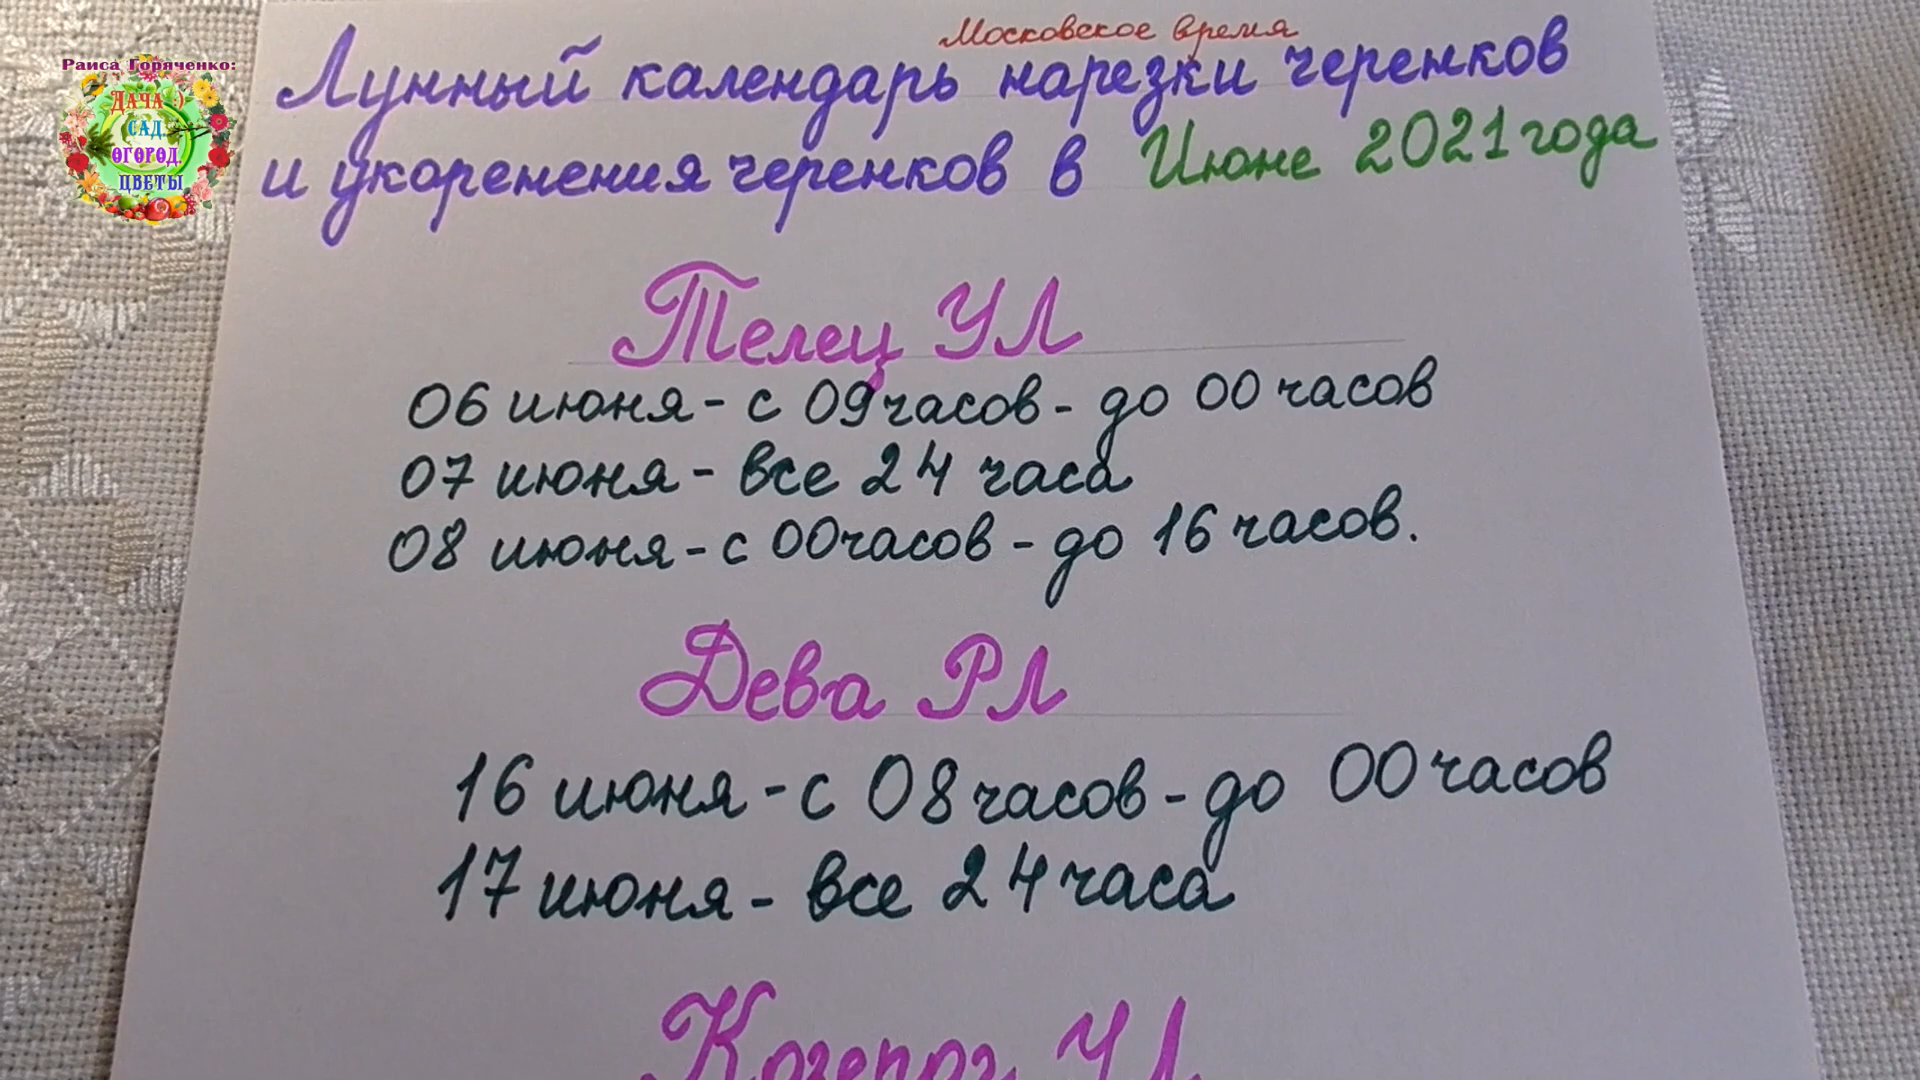 Раиса Горяченко:
ДАЧА :)
САД.
ОГОРОД.
ЦВЕТЫ
Московское время
Лунный календарь нарезки черенков
и укоренения черенков в Июне 2021 года
Телец УЛ
06 июня - с 09 часов - до 00 часов
07 июня - все 24 часа
08 июня - с 00 часов - до 16 часов.
Дева РЛ
16 июня - с 08 часов - до 00 часов
17 июня - все 24 часа
Козерог УЛ